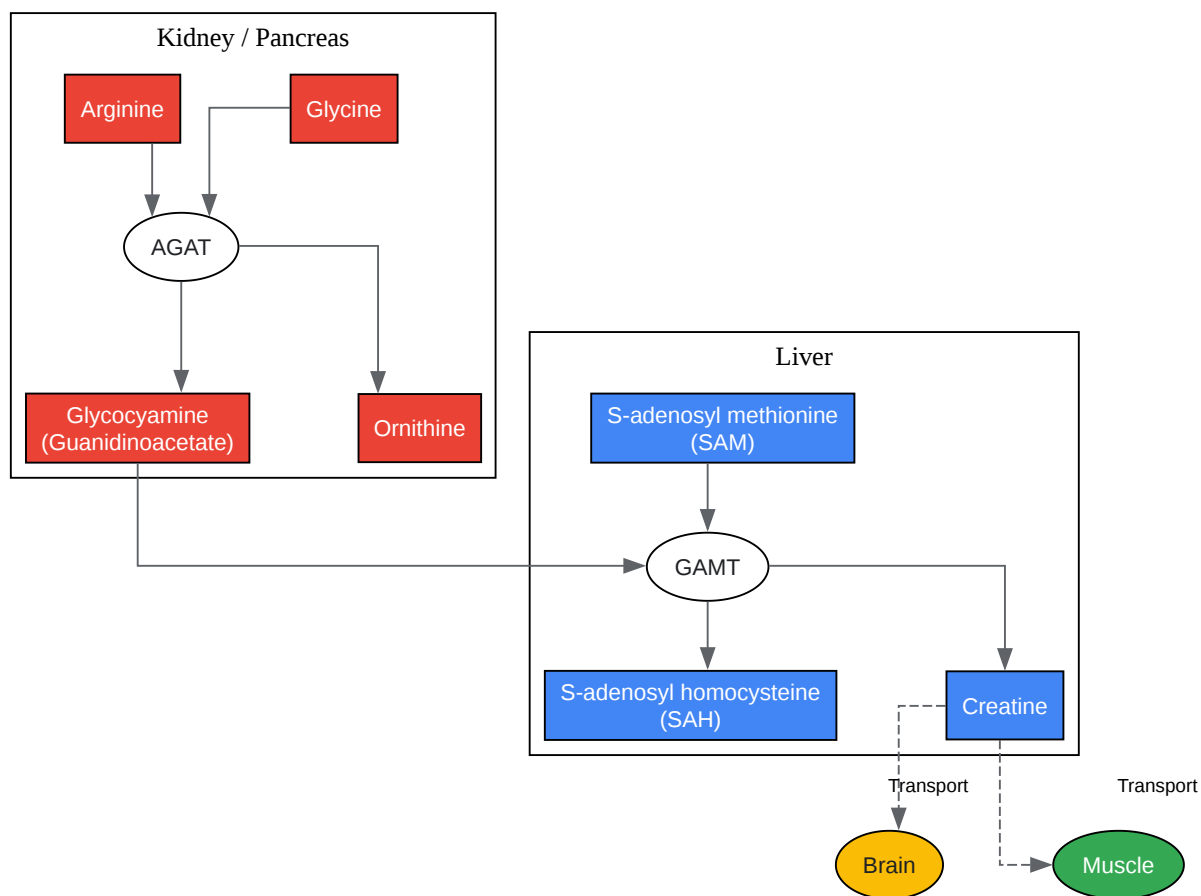 Kidney / Pancreas
Arginine
Glycine
AGAT
Glycocyamine
(Guanidinoacetate)
Ornithine
Liver
S-adenosyl methionine
(SAM)
GAMT
S-adenosyl homocysteine
(SAH)
Creatine
Transport
Transport
Brain
Muscle